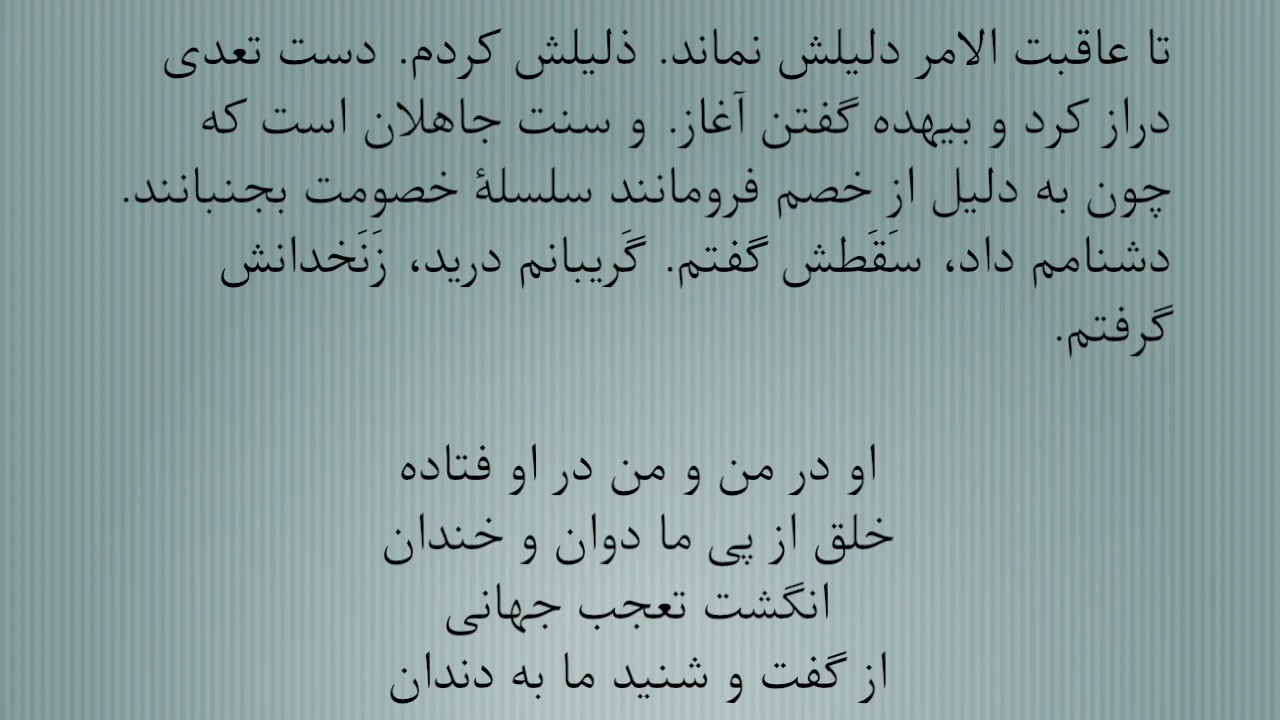 تا عاقبت الامر دلیلش نماند. ذلیلش کردم. دست تعدی
دراز کرد و بیهده گفتن آغاز. و سنت جاهلان است که
چون به دلیل از خصم فرومانند سلسلهٔ خصومت بجنبانند.
دشنامم داد، سَقَطش گفتم. گَریبانم درید، زَنَخدانش
گرفتم.
او در من و من در او فتاده
خلق از پی ما دوان و خندان
انگشت تعجب جهانی
از گفت و شنید ما به دندان